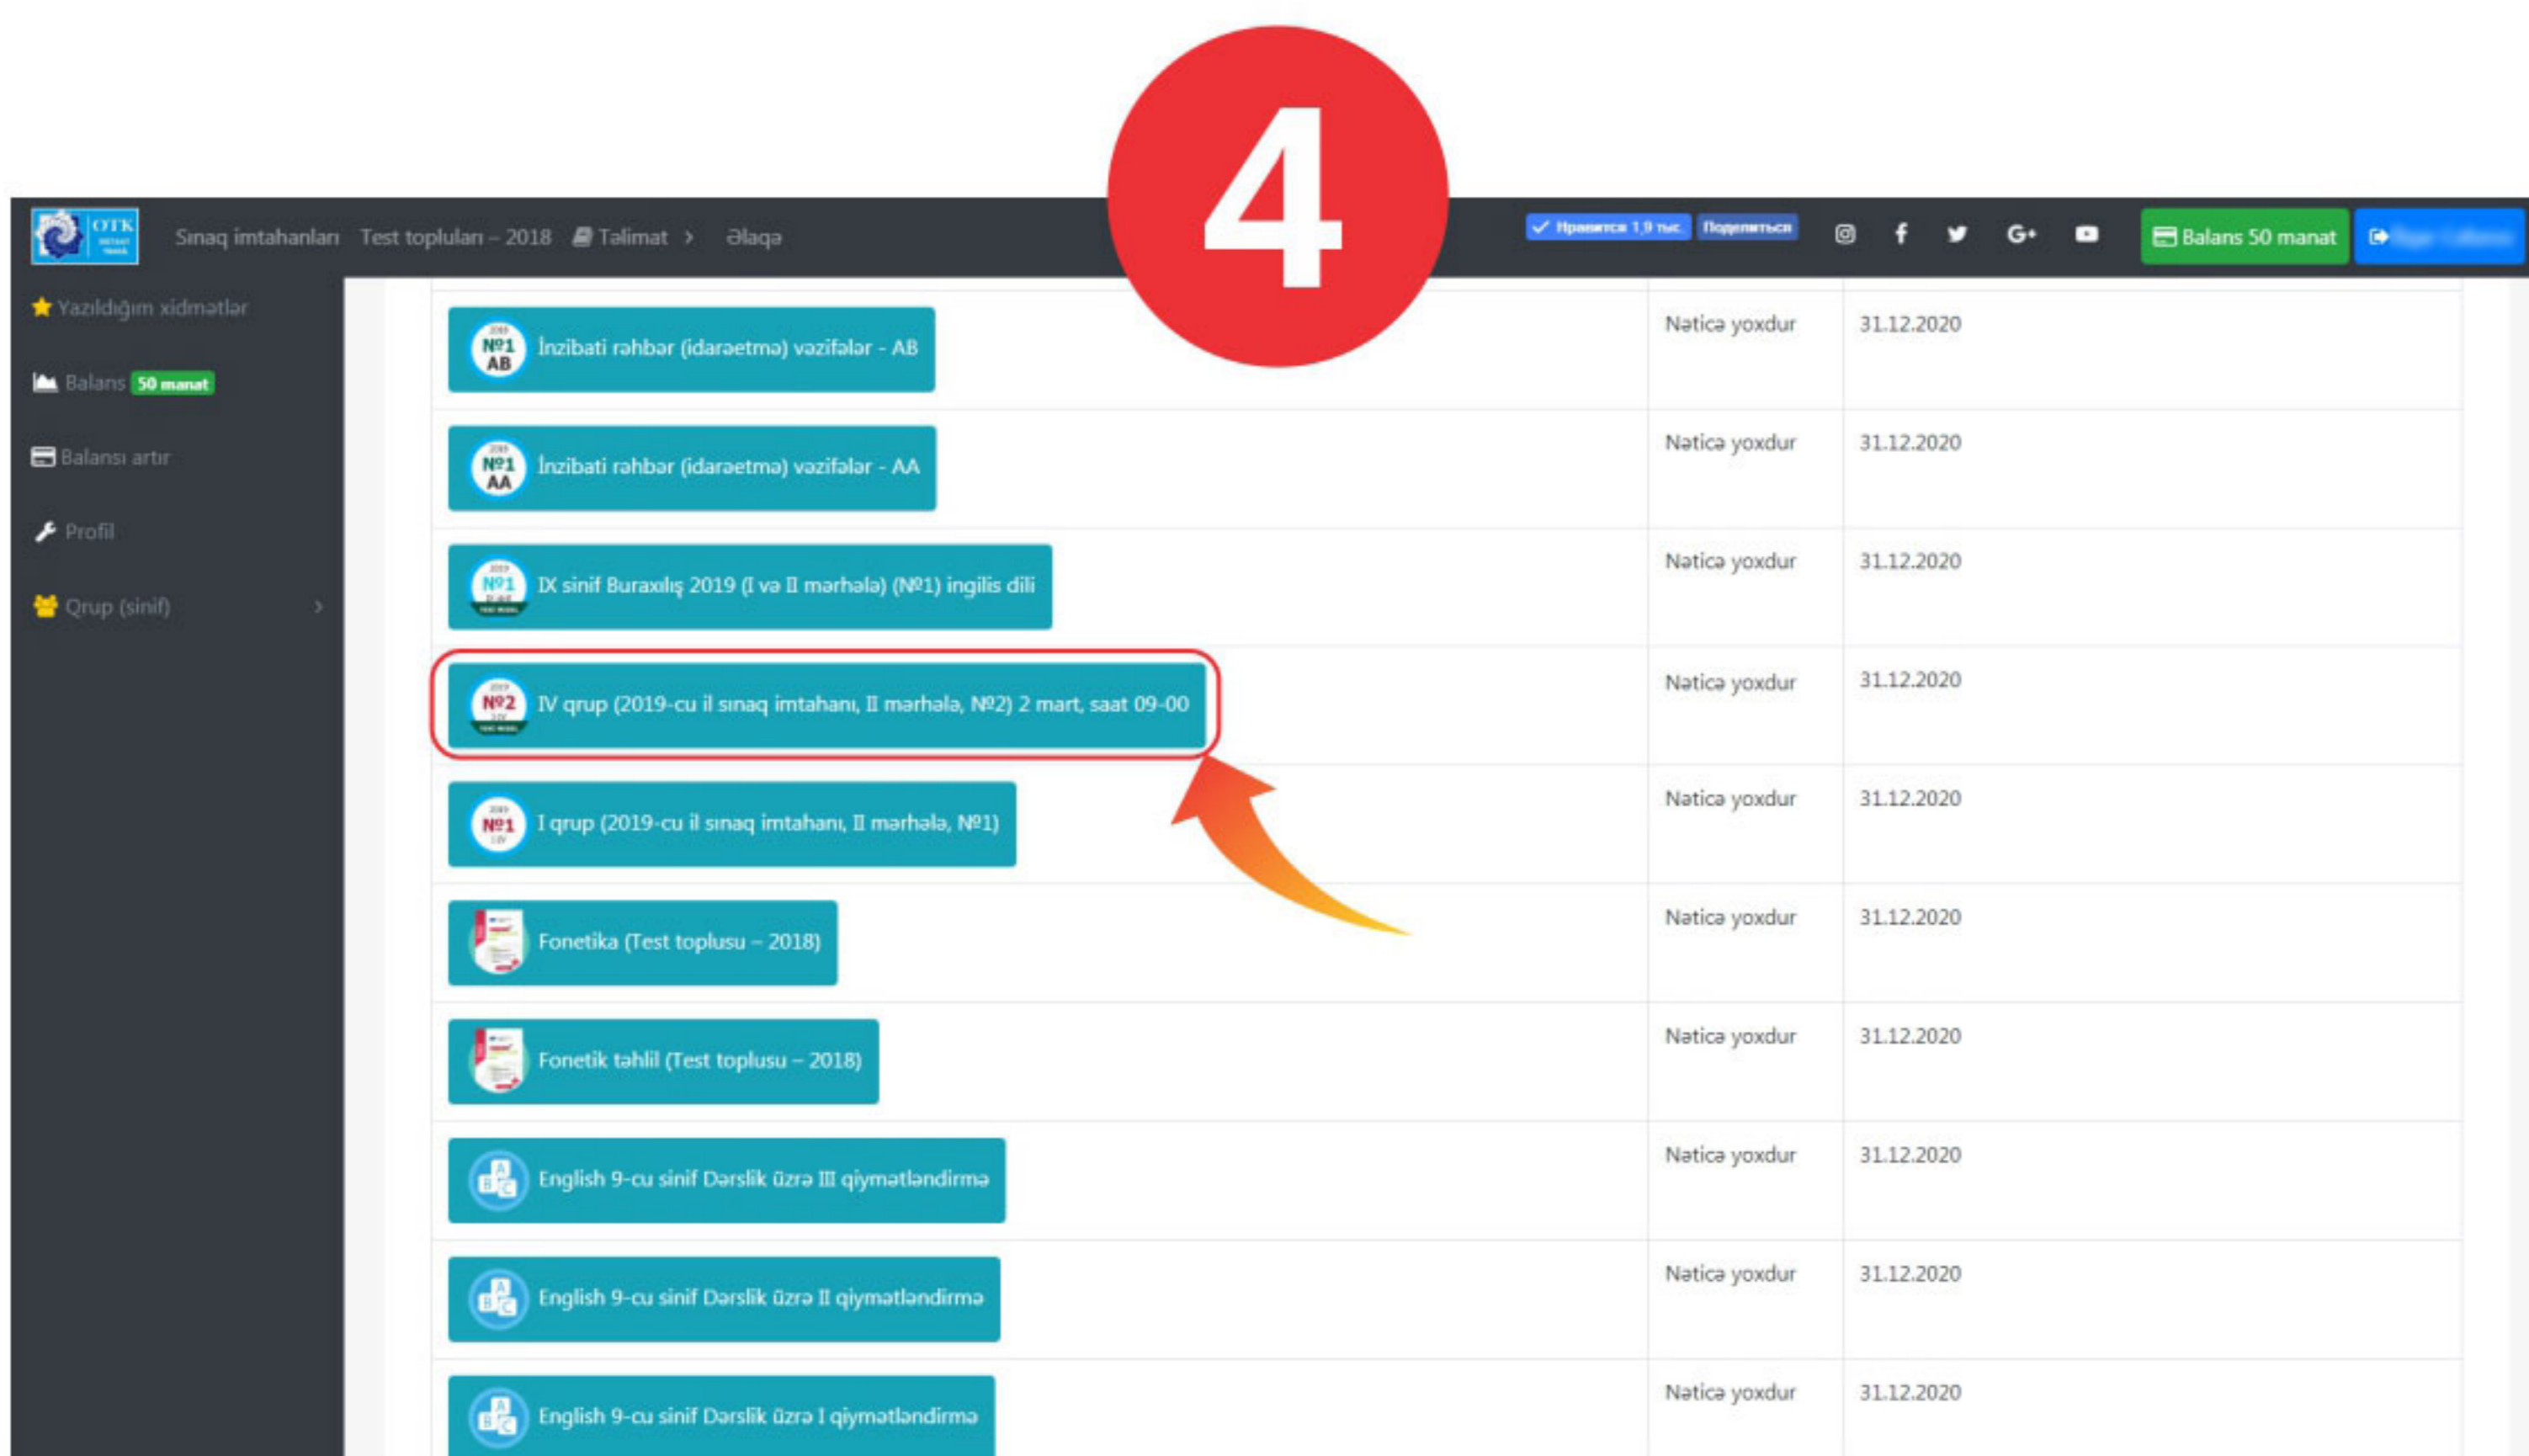 4
OTK
Sınaq imtahanları Test topluları – 2018 Təlimat > Əlaqə
Нравится 1,9 тыс. Поделиться
Balans 50 manat
Yazıldığım xidmətlər
Balans 50 manat
Balansı artır
Profil
Qrup (sinif) >
№1 AB İnzibati rəhbər (idarəetmə) vəzifələr - AB Nəticə yoxdur 31.12.2020
№1 AA İnzibati rəhbər (idarəetmə) vəzifələr - AA Nəticə yoxdur 31.12.2020
2019 №1 IX sinif Buraxılış 2019 (I və II mərhələ) (№1) ingilis dili Nəticə yoxdur 31.12.2020
2019 №2 IV qrup (2019-cu il sınaq imtahanı, II mərhələ, №2) 2 mart, saat 09-00 Nəticə yoxdur 31.12.2020
2019 №1 I qrup (2019-cu il sınaq imtahanı, II mərhələ, №1) Nəticə yoxdur 31.12.2020
Fonetika (Test toplusu – 2018) Nəticə yoxdur 31.12.2020
Fonetik təhlil (Test toplusu – 2018) Nəticə yoxdur 31.12.2020
A B C English 9-cu sinif Dərslik üzrə III qiymətləndirmə Nəticə yoxdur 31.12.2020
A B C English 9-cu sinif Dərslik üzrə II qiymətləndirmə Nəticə yoxdur 31.12.2020
A B C English 9-cu sinif Dərslik üzrə I qiymətləndirmə Nəticə yoxdur 31.12.2020